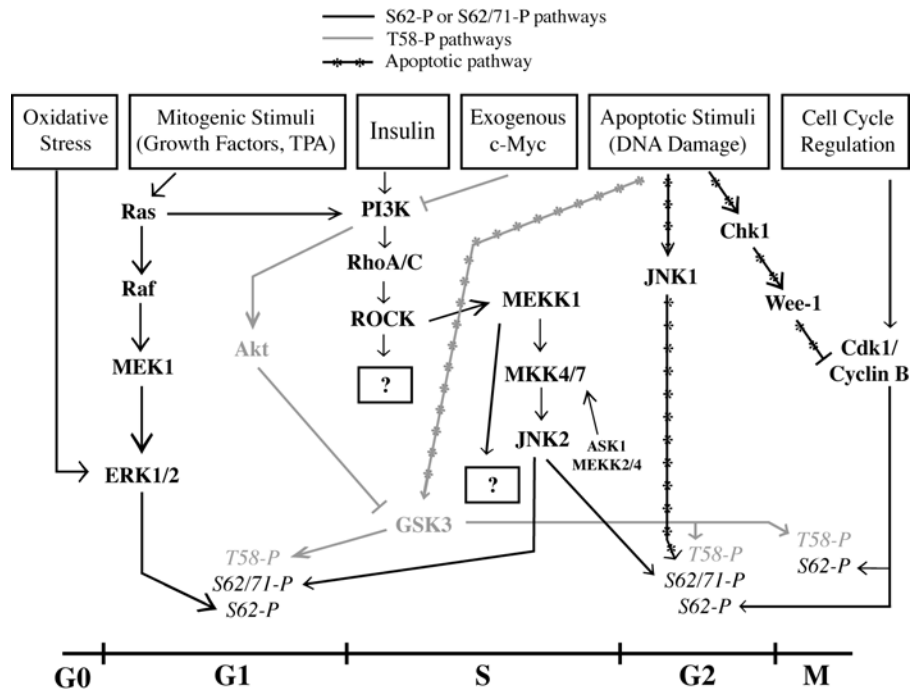 S62-P or S62/71-P pathways
T58-P pathways
Apoptotic pathway
Oxidative
Stress
Mitogenic Stimuli
(Growth Factors, TPA)
Insulin
Exogenous
c-Myc
Apoptotic Stimuli
(DNA Damage)
Cell Cycle
Regulation
Ras
PI3K
Chk1
RhoA/C
JNK1
Raf
MEKK1
Wee-1
ROCK
Akt
Cdk1/
Cyclin B
MEK1
?
MKK4/7
JNK2
ASK1
MEKK2/4
ERK1/2
?
GSK3
T58-P
S62/71-P
S62-P
T58-P
S62/71-P
S62-P
T58-P
S62-P
G0
G1
S
G2
M